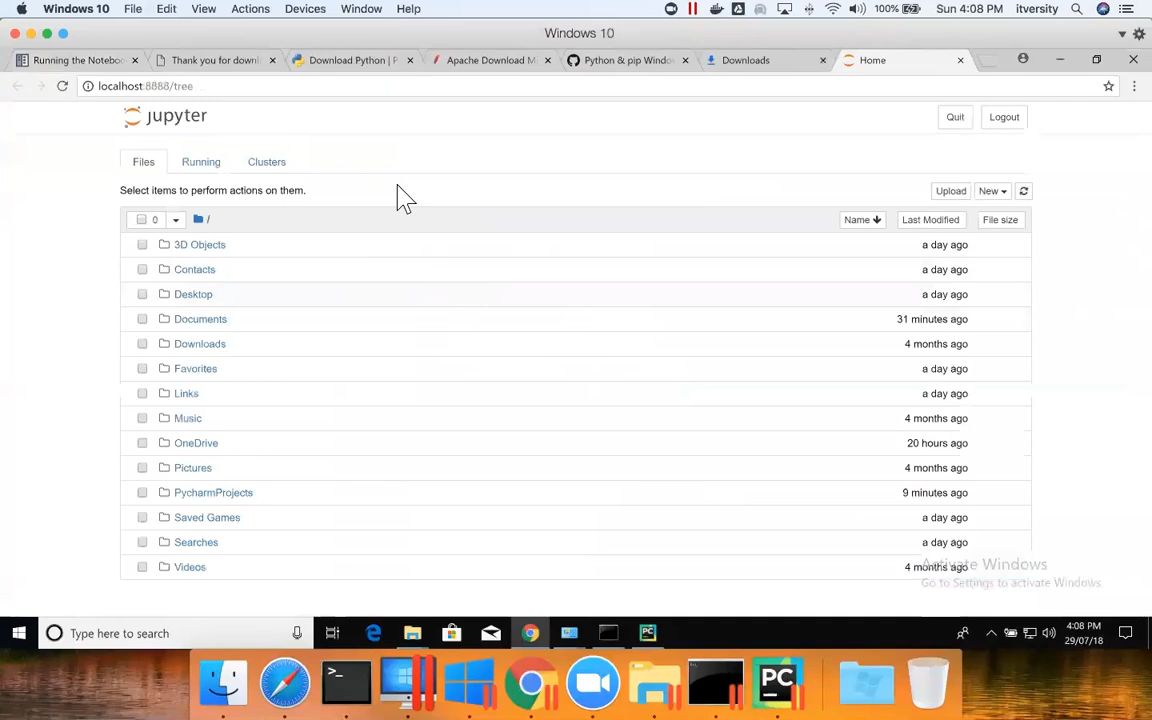 Windows 10 File Edit View Actions Devices Window Help 100% Sun 4:08 PM itversity
Windows 10
Running the Noteboo Thank you for downl Download Python | P Apache Download M Python & pip Windo Downloads Home
localhost:8888/tree
jupyter Quit Logout
Files Running Clusters
Select items to perform actions on them. Upload New
0 / Name Last Modified File size
3D Objects a day ago
Contacts a day ago
Desktop a day ago
Documents 31 minutes ago
Downloads 4 months ago
Favorites a day ago
Links a day ago
Music 4 months ago
OneDrive 20 hours ago
Pictures 4 months ago
PycharmProjects 9 minutes ago
Saved Games a day ago
Searches a day ago
Videos 4 months ago
Activate Windows
Go to Settings to activate Windows.
Type here to search PC 4:08 PM
29/07/18
>_ PC